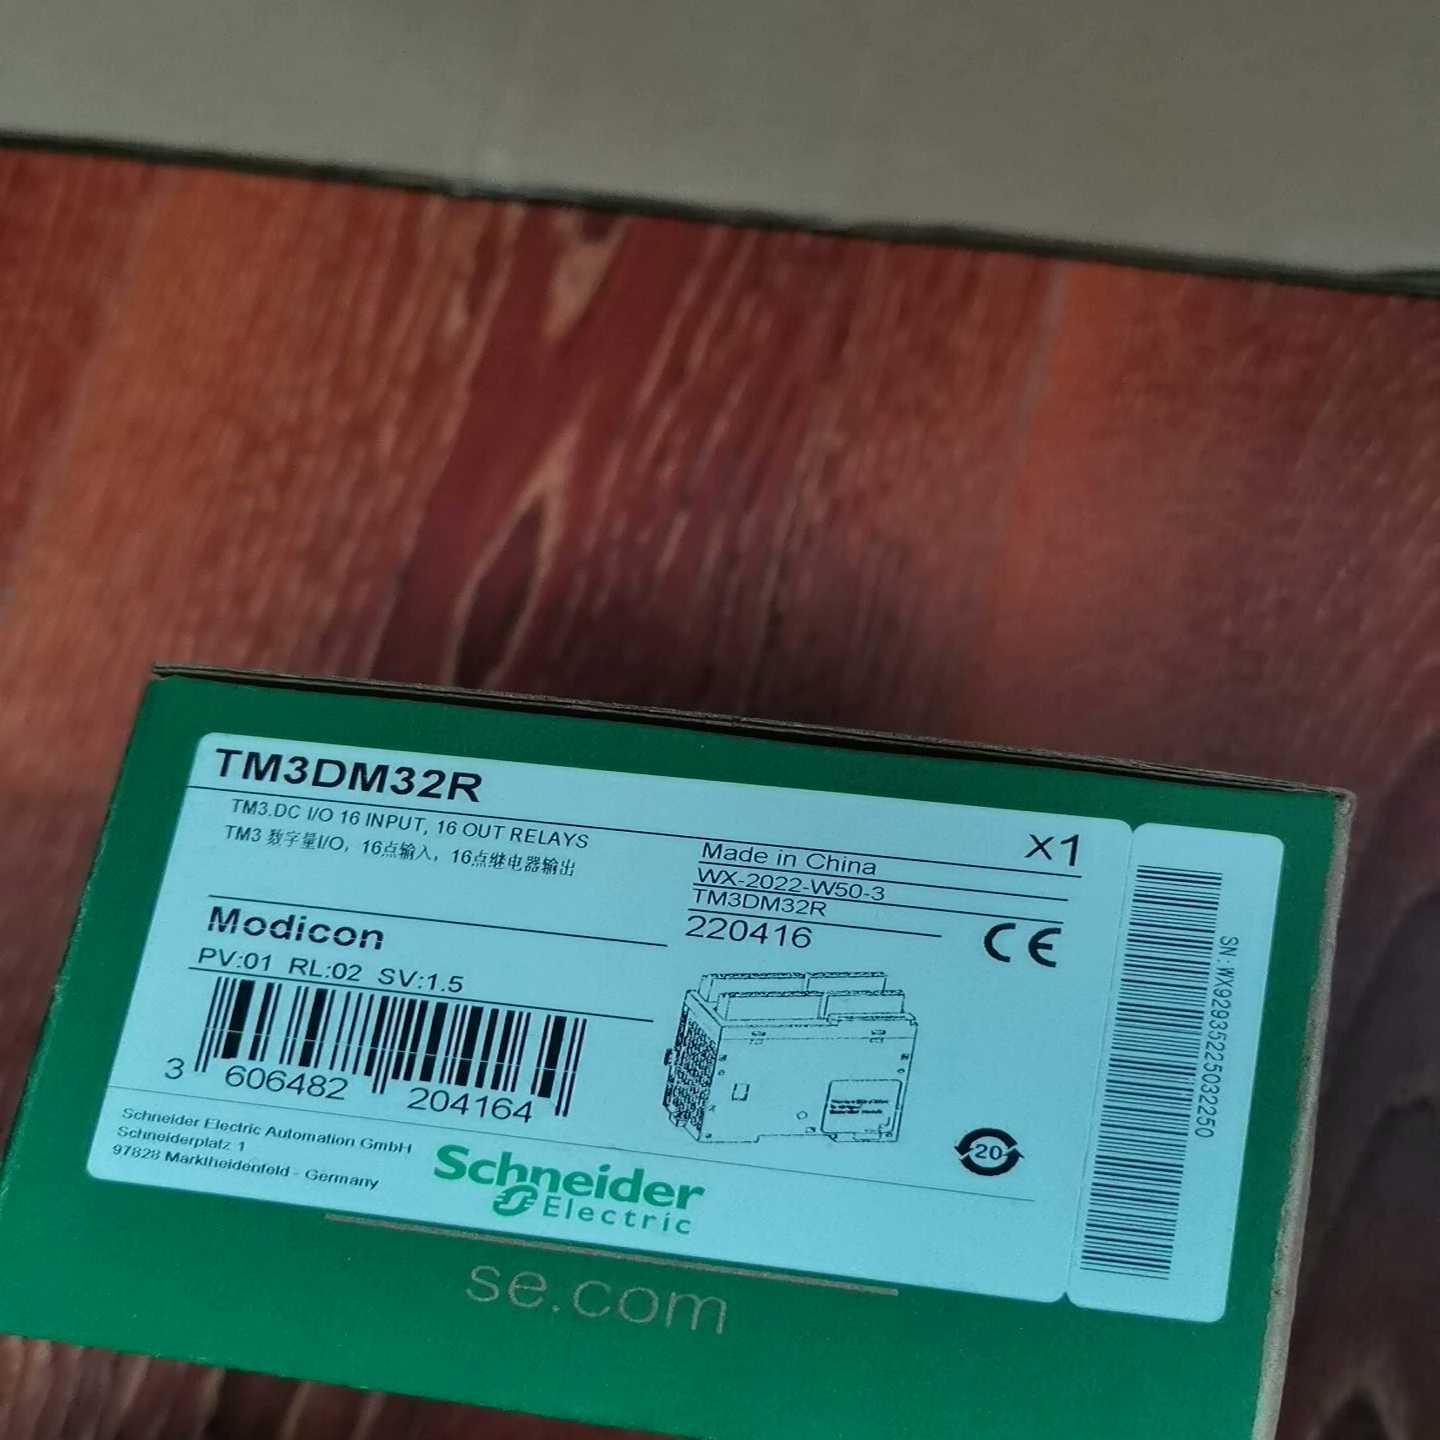 TM3DM32R
TM3.DC I/O 16 INPUT, 16 OUT RELAYS
TM3 数字量I/O，16点输入，16点继电器输出
X1
Made in China
WX-2022-W50-3
TM3DM32R
220416
CE
Modicon
PV:01 RL:02 SV:1.5
3 606482 204164
Schneider Electric Automation GmbH
Schneiderplatz 1
97828 Marktheidenfeld - Germany
Schneider
Electric
20
SN: WX92935225032250
se.com